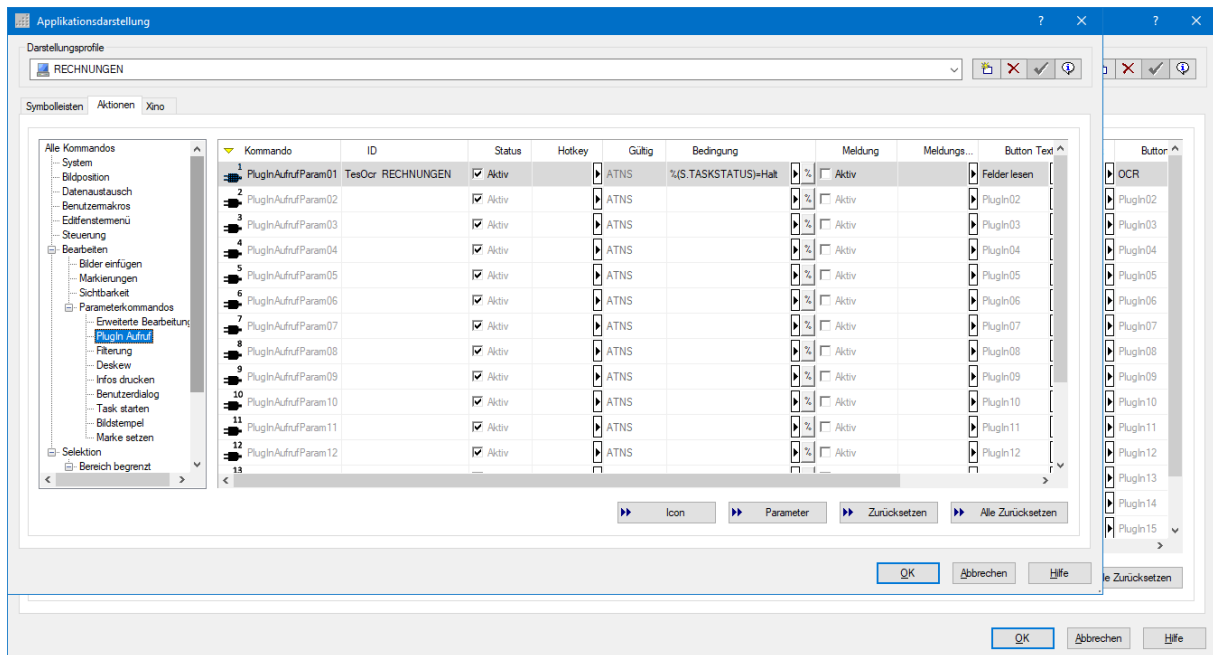 Applikationsdarstellung ? × ? ×
Darstellungsprofile
RECHNUNGEN
Symbolleisten Aktionen Xino
Alle Kommandos
System
Bildposition
Datenaustausch
Benutzermakros
Editfenstermenü
Steuerung
Bearbeiten
Bilder einfügen
Markierungen
Sichtbarkeit
Parameterkommandos
Erweiterte Bearbeitung
PlugIn Aufruf
Filterung
Deskew
Infos drucken
Benutzerdialog
Task starten
Bildstempel
Marke setzen
Selektion
Bereich begrenzt
Kommando ID Status Hotkey Gültig Bedingung Meldung Meldungs... Button Text
1 PlugInAufrufParam01 TesOcr RECHNUNGEN Aktiv ATNS %(S.TASKSTATUS)=Halt % Aktiv Felder lesen
2 PlugInAufrufParam02 Aktiv ATNS % Aktiv PlugIn02
3 PlugInAufrufParam03 Aktiv ATNS % Aktiv PlugIn03
4 PlugInAufrufParam04 Aktiv ATNS % Aktiv PlugIn04
5 PlugInAufrufParam05 Aktiv ATNS % Aktiv PlugIn05
6 PlugInAufrufParam06 Aktiv ATNS % Aktiv PlugIn06
7 PlugInAufrufParam07 Aktiv ATNS % Aktiv PlugIn07
8 PlugInAufrufParam08 Aktiv ATNS % Aktiv PlugIn08
9 PlugInAufrufParam09 Aktiv ATNS % Aktiv PlugIn09
10 PlugInAufrufParam10 Aktiv ATNS % Aktiv PlugIn10
11 PlugInAufrufParam11 Aktiv ATNS % Aktiv PlugIn11
12 PlugInAufrufParam12 Aktiv ATNS % Aktiv PlugIn12
13
Icon Parameter Zurücksetzen Alle Zurücksetzen
OK Abbrechen Hilfe
Button
OCR
PlugIn02
PlugIn03
PlugIn04
PlugIn05
PlugIn06
PlugIn07
PlugIn08
PlugIn09
PlugIn10
PlugIn11
PlugIn12
PlugIn13
PlugIn14
PlugIn15
le Zurücksetzen
OK Abbrechen Hilfe